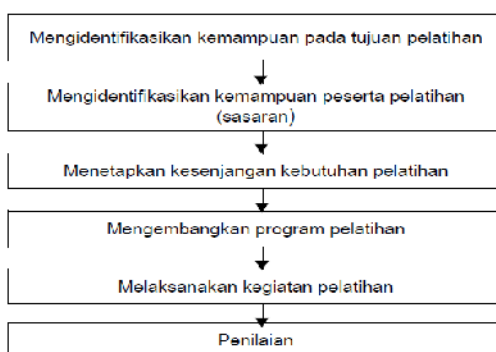 Mengidentifikasikan kemampuan pada tujuan pelatihan
Mengidentifikasikan kemampuan peserta pelatihan
(sasaran)
Menetapkan kesenjangan kebutuhan pelatihan
Mengembangkan program pelatihan
Melaksanakan kegiatan pelatihan
Penilaian